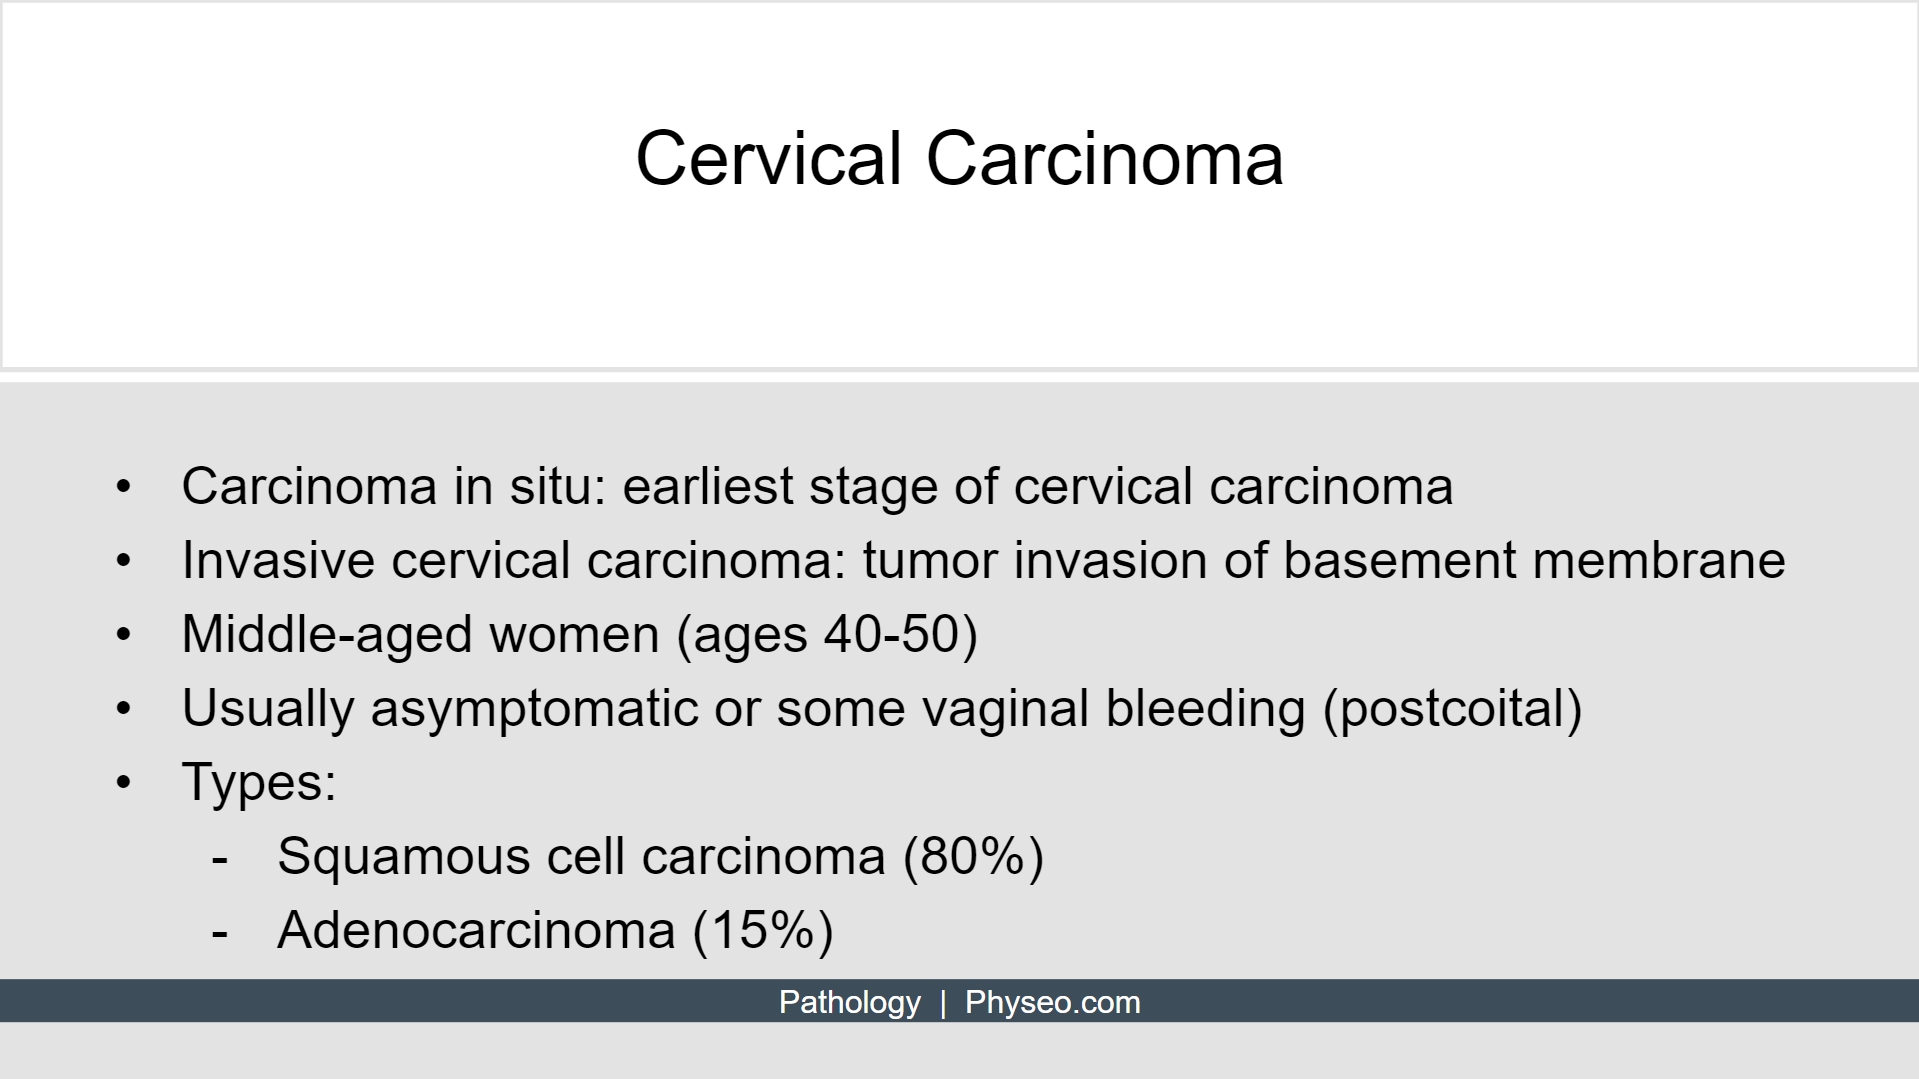 Cervical Carcinoma
• Carcinoma in situ: earliest stage of cervical carcinoma
• Invasive cervical carcinoma: tumor invasion of basement membrane
• Middle-aged women (ages 40-50)
• Usually asymptomatic or some vaginal bleeding (postcoital)
• Types:
- Squamous cell carcinoma (80%)
- Adenocarcinoma (15%)
Pathology | Physeo.com